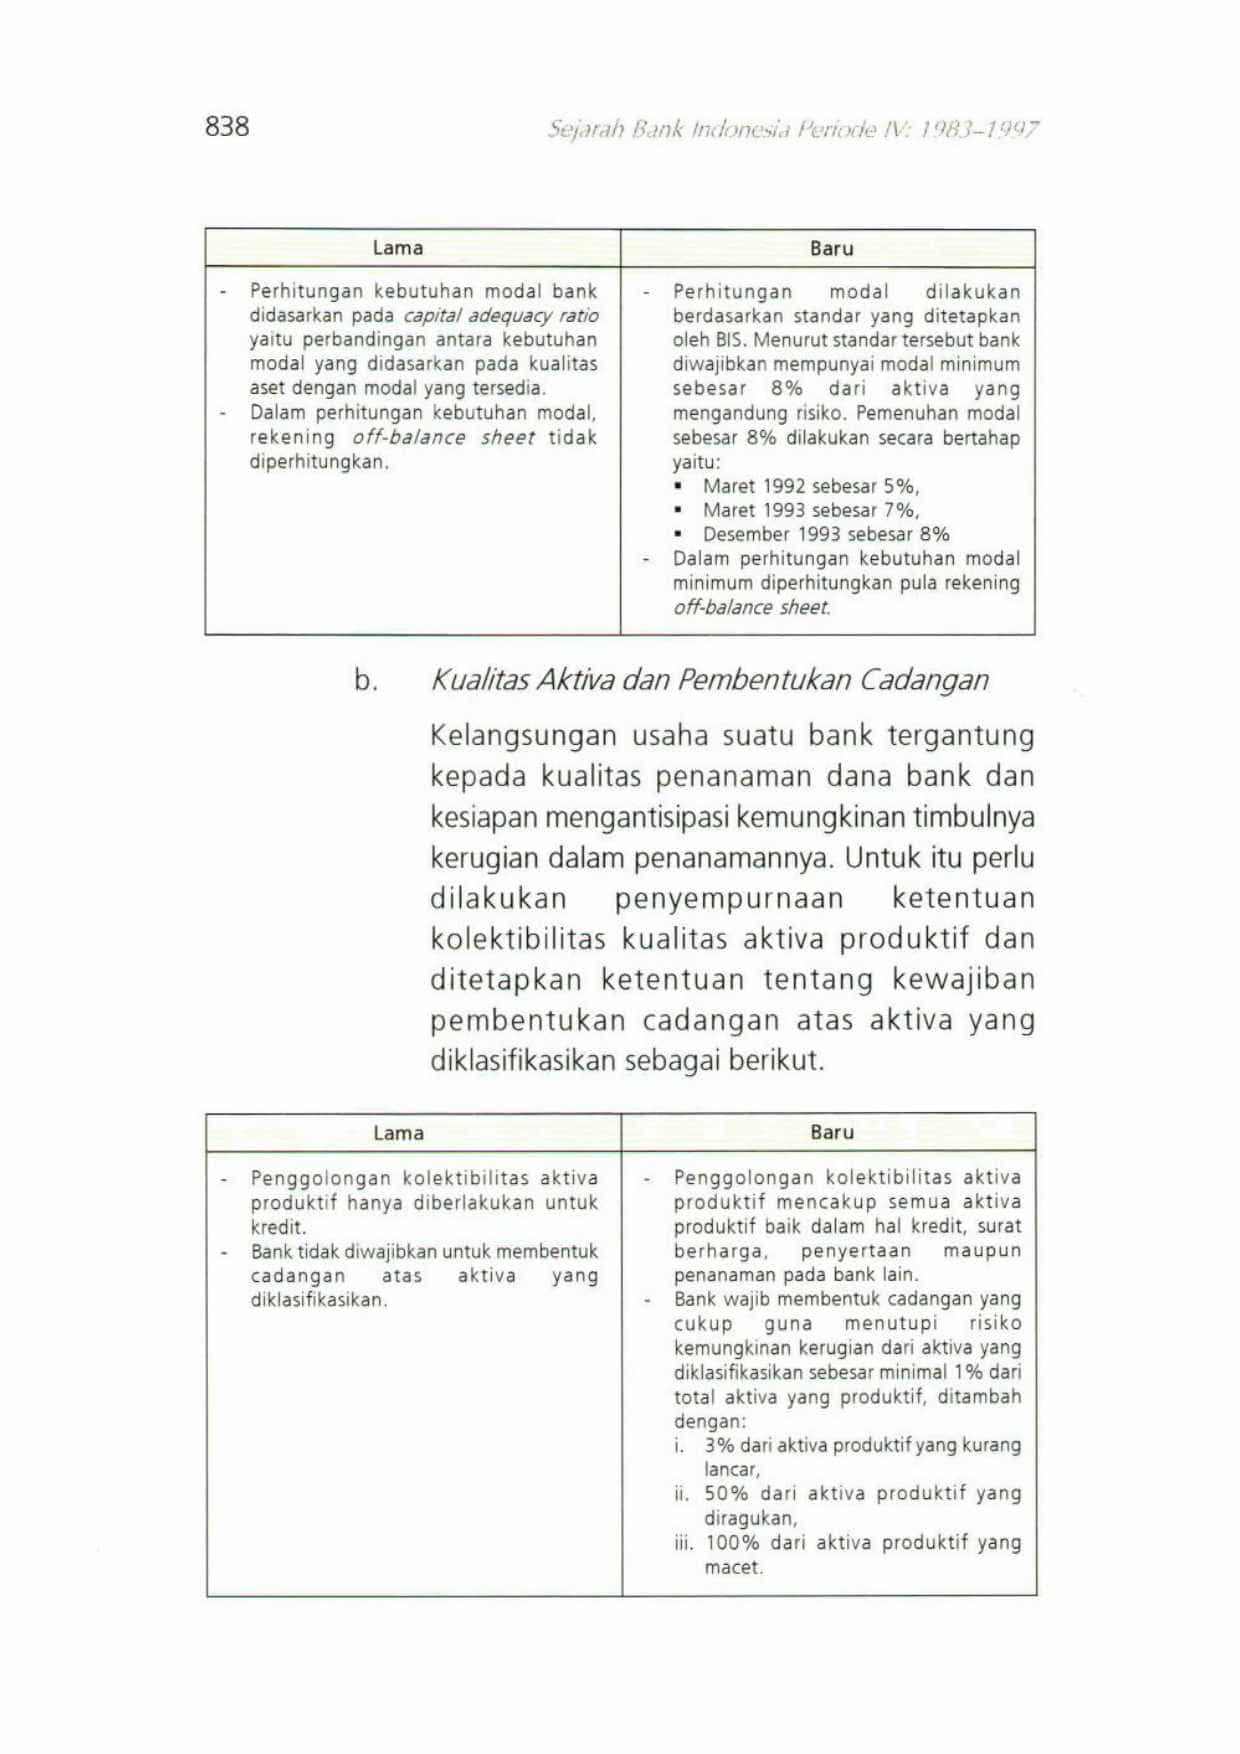 838
Sejarah Bank Indonesia Periode IV: 1983–1997
Lama
- Perhitungan kebutuhan modal bank
didasarkan pada capital adequacy ratio
yaitu perbandingan antara kebutuhan
modal yang didasarkan pada kualitas
aset dengan modal yang tersedia.
- Dalam perhitungan kebutuhan modal,
rekening off-balance sheet tidak
diperhitungkan.
Baru
- Perhitungan modal dilakukan
berdasarkan standar yang ditetapkan
oleh BIS. Menurut standar tersebut bank
diwajibkan mempunyai modal minimum
sebesar 8% dari aktiva yang
mengandung risiko. Pemenuhan modal
sebesar 8% dilakukan secara bertahap
yaitu:
▪ Maret 1992 sebesar 5%,
▪ Maret 1993 sebesar 7%,
▪ Desember 1993 sebesar 8%
- Dalam perhitungan kebutuhan modal
minimum diperhitungkan pula rekening
off-balance sheet.
b. Kualitas Aktiva dan Pembentukan Cadangan
Kelangsungan usaha suatu bank tergantung
kepada kualitas penanaman dana bank dan
kesiapan mengantisipasi kemungkinan timbulnya
kerugian dalam penanamannya. Untuk itu perlu
dilakukan penyempurnaan ketentuan
kolektibilitas kualitas aktiva produktif dan
ditetapkan ketentuan tentang kewajiban
pembentukan cadangan atas aktiva yang
diklasifikasikan sebagai berikut.
Lama
- Penggolongan kolektibilitas aktiva
produktif hanya diberlakukan untuk
kredit.
- Bank tidak diwajibkan untuk membentuk
cadangan atas aktiva yang
diklasifikasikan.
Baru
- Penggolongan kolektibilitas aktiva
produktif mencakup semua aktiva
produktif baik dalam hal kredit, surat
berharga, penyertaan maupun
penanaman pada bank lain.
- Bank wajib membentuk cadangan yang
cukup guna menutupi risiko
kemungkinan kerugian dari aktiva yang
diklasifikasikan sebesar minimal 1% dari
total aktiva yang produktif, ditambah
dengan:
i. 3% dari aktiva produktif yang kurang
lancar,
ii. 50% dari aktiva produktif yang
diragukan,
iii. 100% dari aktiva produktif yang
macet.